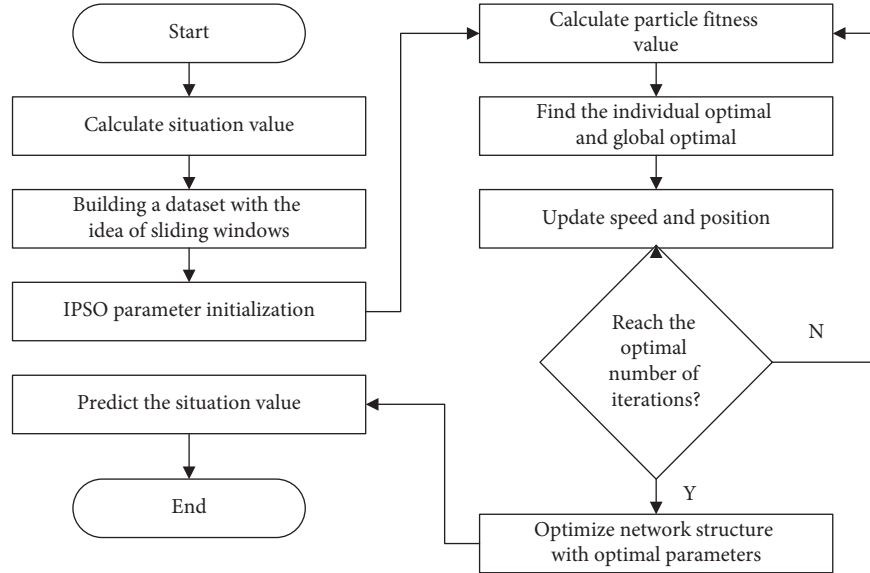 Start
Calculate situation value
Building a dataset with the
idea of sliding windows
IPSO parameter initialization
Predict the situation value
End
Calculate particle fitness
value
Find the individual optimal
and global optimal
Update speed and position
Reach the
optimal
number of
iterations?
N
Y
Optimize network structure
with optimal parameters